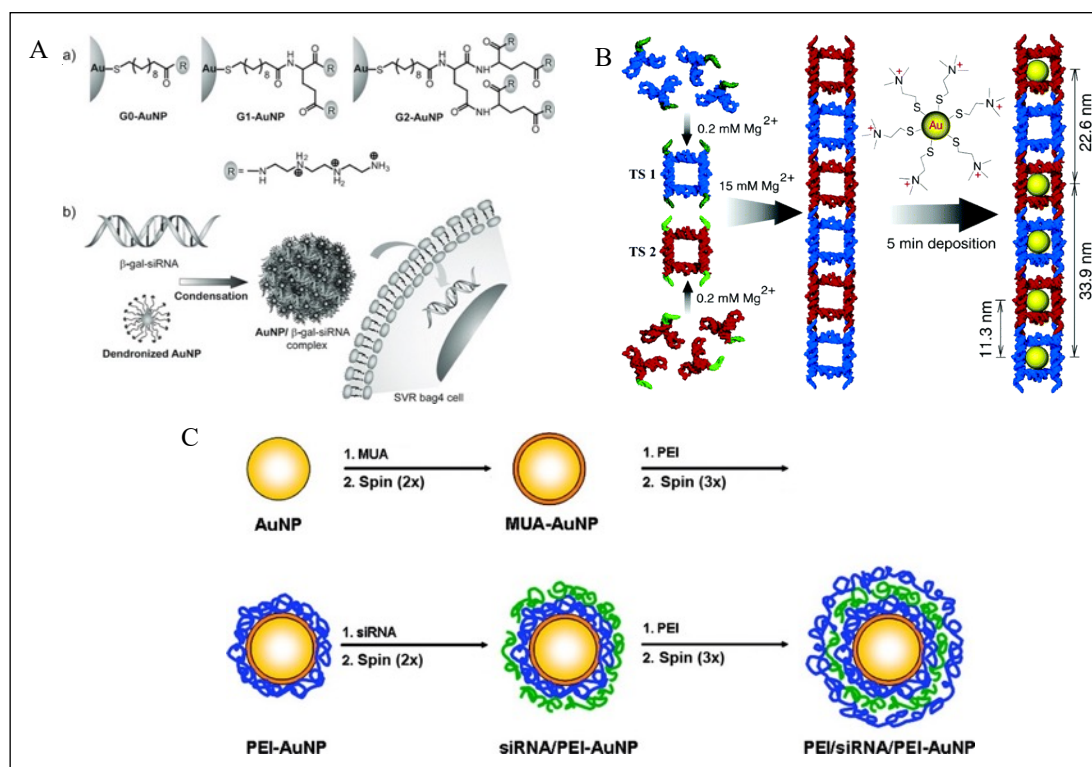 A
a)
Au
S
8
O
R
G0-AuNP
Au
S
8
O
H
N
O
R
O
R
G1-AuNP
Au
S
8
O
H
N
O
NH
O
R
O
R
O
NH
O
R
O
R
G2-AuNP
R
=
N
H
H2
N
⊕
N
H2
⊕
NH3
⊕
b)
β-gal-siRNA
Condensation
Dendronized AuNP
AuNP/ β-gal-siRNA
complex
SVR bag4 cell
B
0.2 mM Mg2+
TS 1
TS 2
0.2 mM Mg2+
15 mM Mg2+
N
+
N
+
N
+
N
+
N
+
N
+
S
S
S
S
S
S
Au
5 min deposition
22.6 nm
33.9 nm
11.3 nm
C
AuNP
1. MUA
2. Spin (2x)
MUA-AuNP
1. PEI
2. Spin (3x)
PEI-AuNP
1. siRNA
2. Spin (2x)
siRNA/PEI-AuNP
1. PEI
2. Spin (3x)
PEI/siRNA/PEI-AuNP